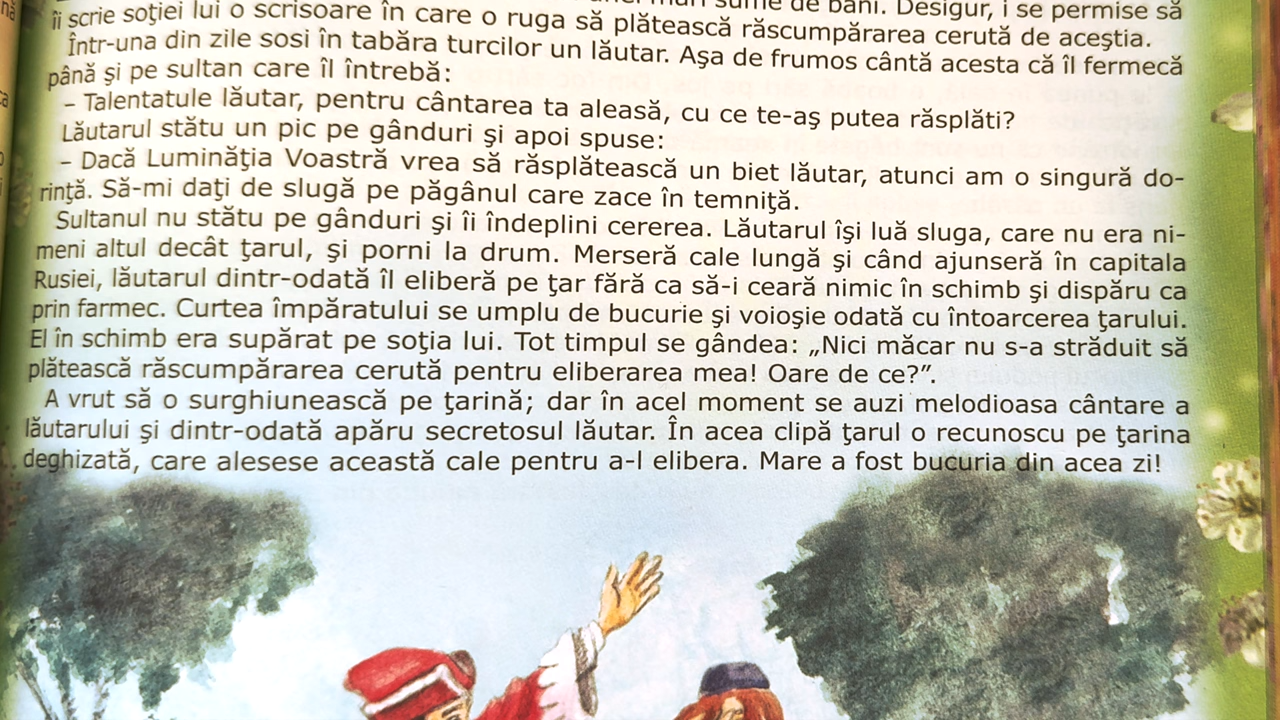 mari sume de bani. Desigur, i se permise să
îi scrie soţiei lui o scrisoare în care o ruga să plătească răscumpărarea cerută de aceştia.
Într-una din zile sosi în tabăra turcilor un lăutar. Aşa de frumos cântă acesta că îl fermecă
până şi pe sultan care îl întrebă:
– Talentatule lăutar, pentru cântarea ta aleasă, cu ce te-aş putea răsplăti?
Lăutarul stătu un pic pe gânduri şi apoi spuse:
– Dacă Luminăţia Voastră vrea să răsplătească un biet lăutar, atunci am o singură do-
rinţă. Să-mi daţi de slugă pe păgânul care zace în temniţă.
Sultanul nu stătu pe gânduri şi îi îndeplini cererea. Lăutarul îşi luă sluga, care nu era ni-
meni altul decât ţarul, şi porni la drum. Merseră cale lungă şi când ajunseră în capitala
Rusiei, lăutarul dintr-odată îl eliberă pe ţar fără ca să-i ceară nimic în schimb şi dispăru ca
prin farmec. Curtea împăratului se umplu de bucurie şi voioşie odată cu întoarcerea ţarului.
El în schimb era supărat pe soţia lui. Tot timpul se gândea: „Nici măcar nu s-a străduit să
plătească răscumpărarea cerută pentru eliberarea mea! Oare de ce?”.
A vrut să o surghiunească pe ţarină; dar în acel moment se auzi melodioasa cântare a
lăutarului şi dintr-odată apăru secretosul lăutar. În acea clipă ţarul o recunoscu pe ţarina
deghizată, care alesese această cale pentru a-l elibera. Mare a fost bucuria din acea zi!